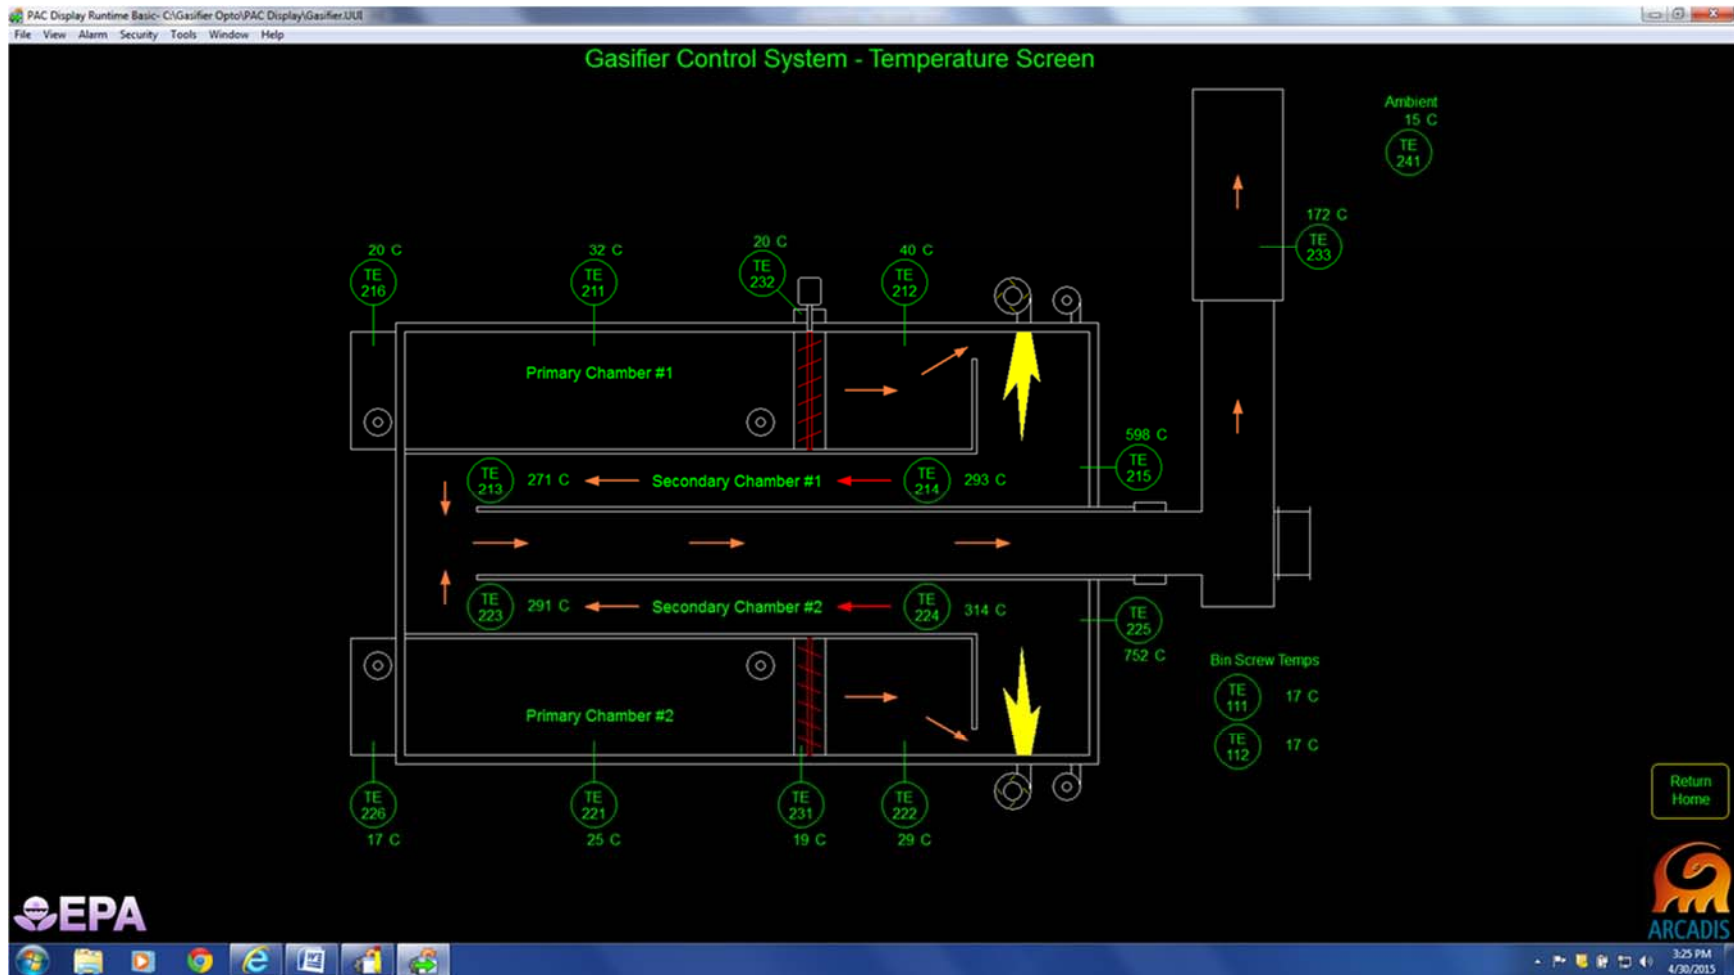 PAC Display Runtime Basic- C:\Gasifier Opto\PAC Display\Gasifier.UUI
File View Alarm Security Tools Window Help
Gasifier Control System - Temperature Screen
Ambient
15 C
TE
241
172 C
TE
233
20 C
TE
216
32 C
TE
211
20 C
TE
232
40 C
TE
212
Primary Chamber #1
598 C
TE
215
TE
213
271 C
Secondary Chamber #1
TE
214
293 C
TE
223
291 C
Secondary Chamber #2
TE
224
314 C
TE
225
752 C
Bin Screw Temps
TE
111
17 C
TE
112
17 C
Primary Chamber #2
TE
226
17 C
TE
221
25 C
TE
231
19 C
TE
222
29 C
Return
Home
EPA
ARCADIS
3:25 PM
4/30/2015